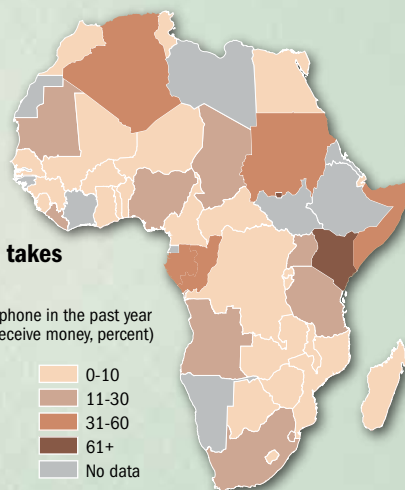 takes
phone in the past year
eceive money, percent)
0-10
11-30
31-60
61+
No data